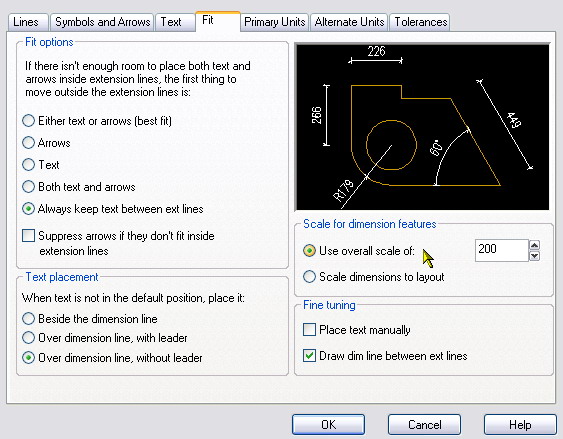 Lines Symbols and Arrows Text Fit Primary Units Alternate Units Tolerances
Fit options
If there isn't enough room to place both text and
arrows inside extension lines, the first thing to
move outside the extension lines is:
Either text or arrows (best fit)
Arrows
Text
Both text and arrows
Always keep text between ext lines
Suppress arrows if they don't fit inside
extension lines
Text placement
When text is not in the default position, place it:
Beside the dimension line
Over dimension line, with leader
Over dimension line, without leader
226
266
449
60°
R179
Scale for dimension features
Use overall scale of: 200
Scale dimensions to layout
Fine tuning
Place text manually
Draw dim line between ext lines
OK Cancel Help